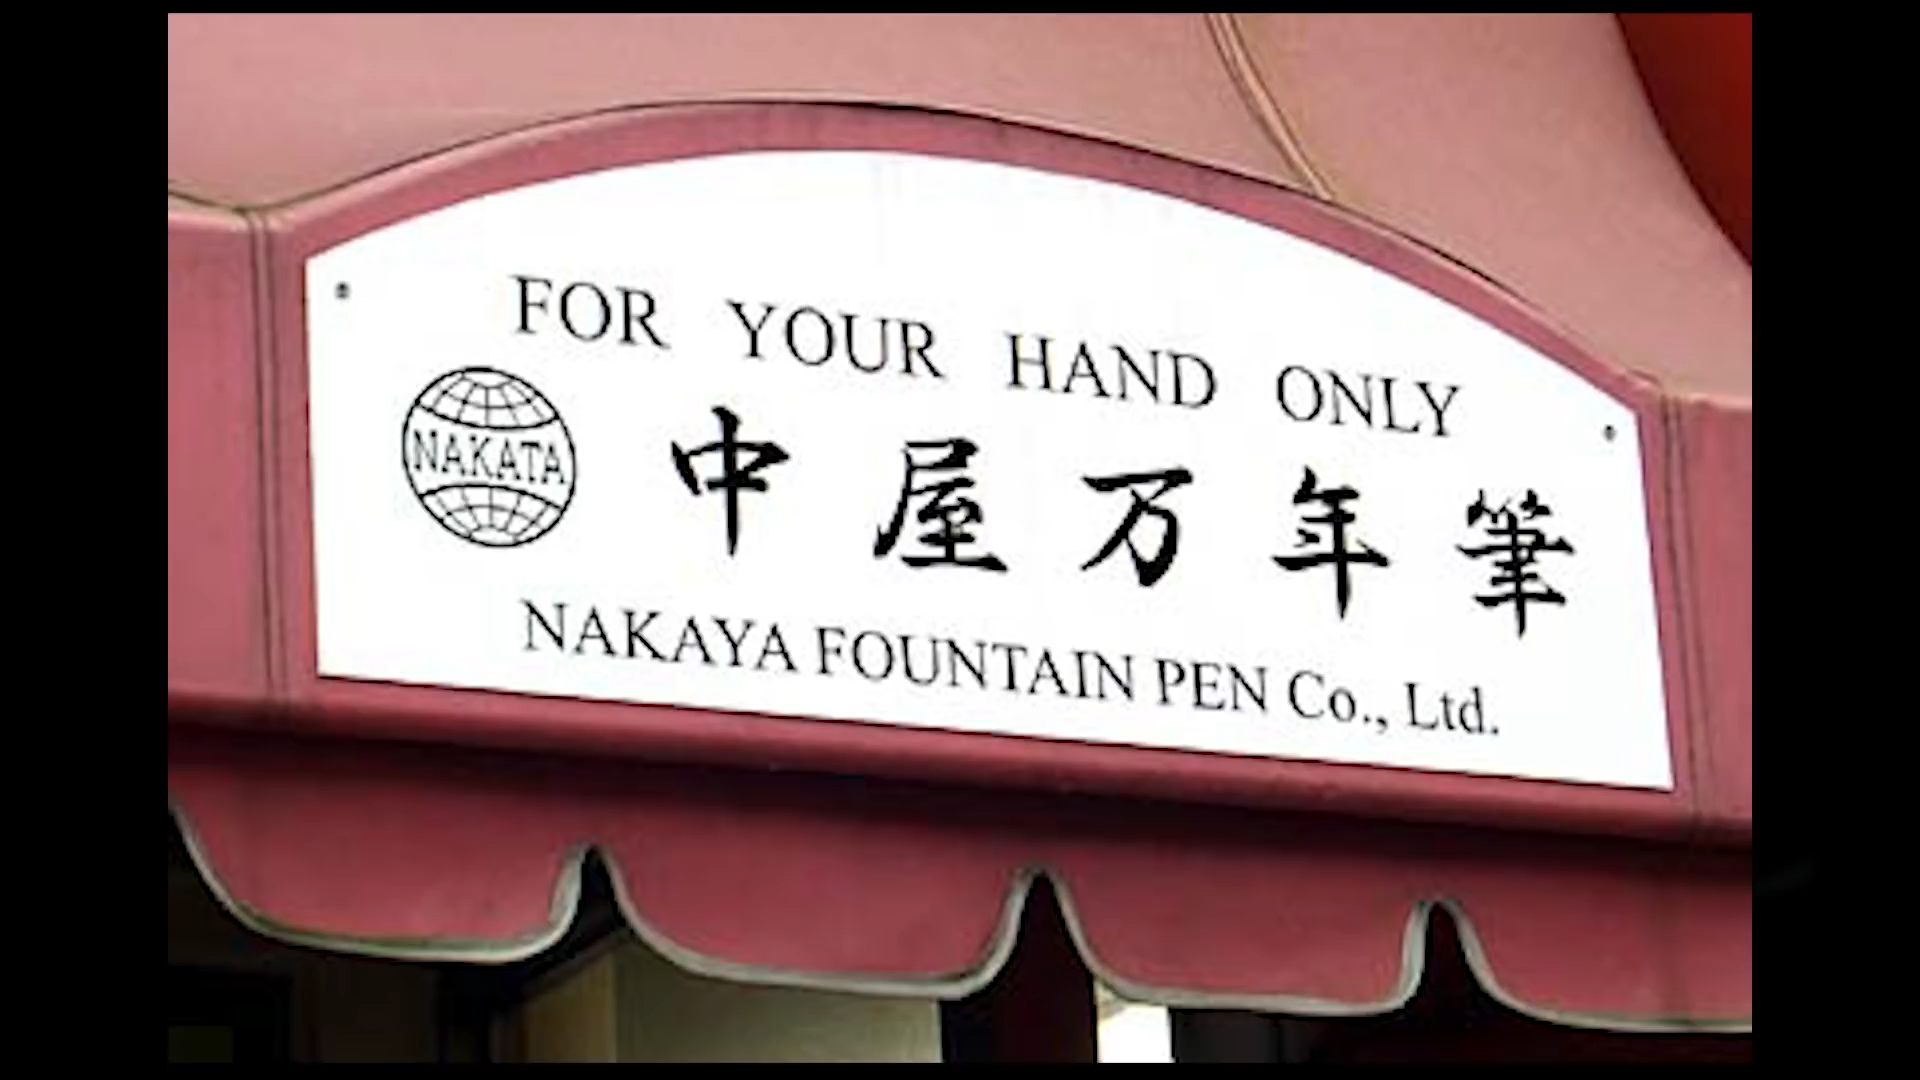 FOR YOUR HAND ONLY
NAKATA
中屋万年筆
NAKAYA FOUNTAIN PEN Co., Ltd.